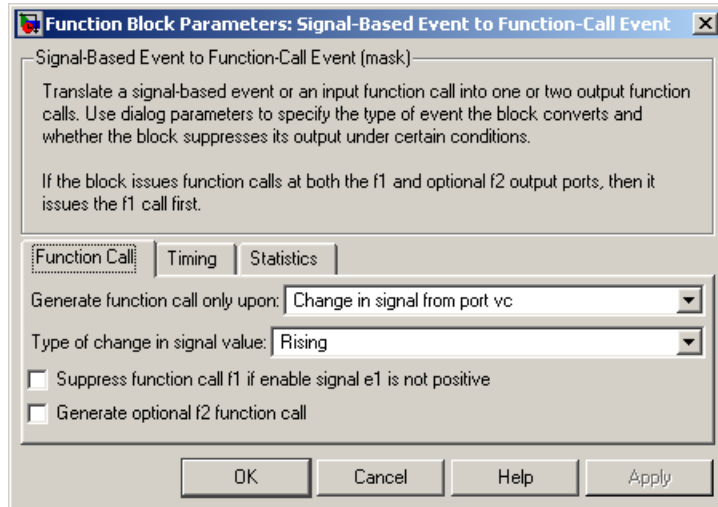 Function Block Parameters: Signal-Based Event to Function-Call Event
Signal-Based Event to Function-Call Event (mask)
Translate a signal-based event or an input function call into one or two output function
calls. Use dialog parameters to specify the type of event the block converts and
whether the block suppresses its output under certain conditions.
If the block issues function calls at both the f1 and optional f2 output ports, then it
issues the f1 call first.
Function Call Timing Statistics
Generate function call only upon: Change in signal from port vc
Type of change in signal value: Rising
Suppress function call f1 if enable signal e1 is not positive
Generate optional f2 function call
OK Cancel Help Apply